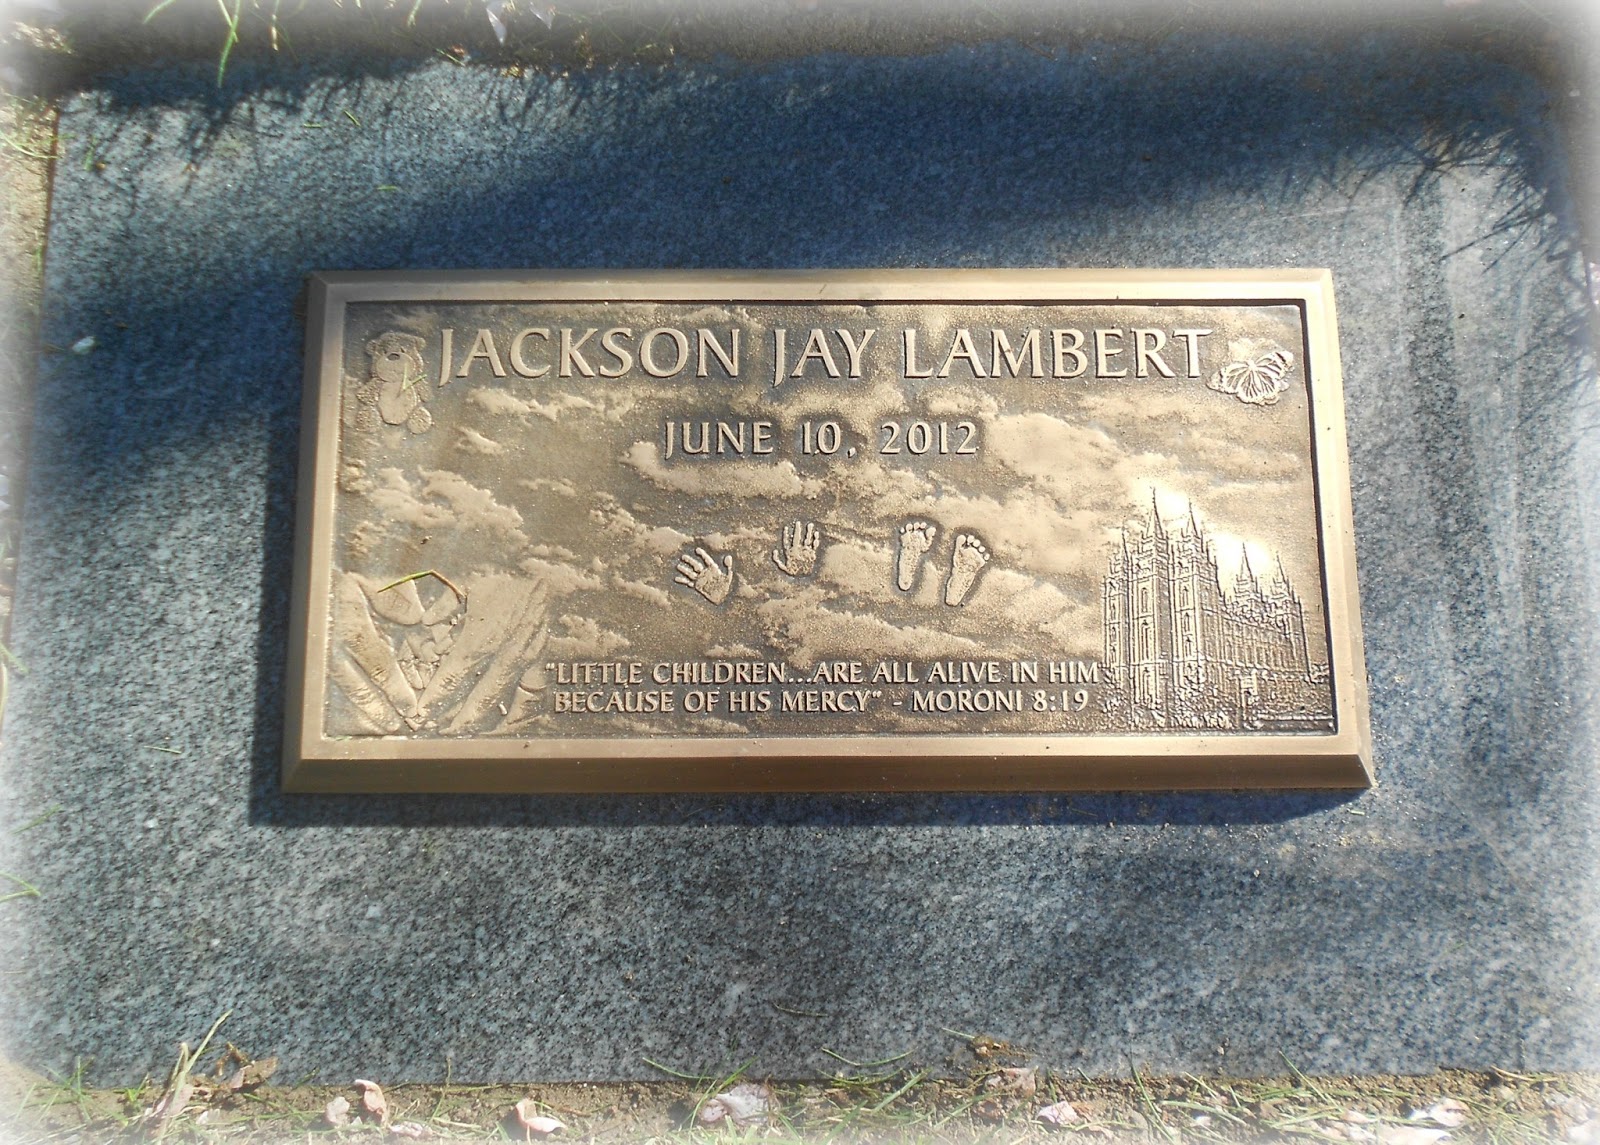 JACKSON JAY LAMBERT
JUNE 10, 2012
"LITTLE CHILDREN...ARE ALL ALIVE IN HIM
BECAUSE OF HIS MERCY" - MORONI 8:19